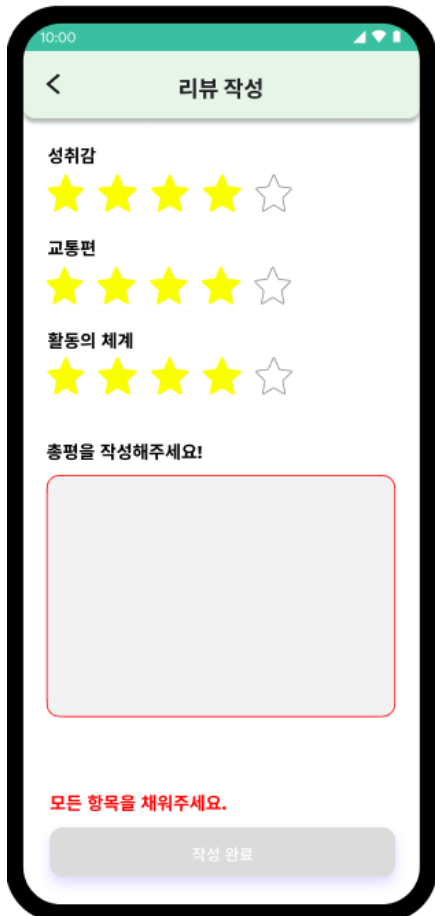 10:00
리뷰 작성
성취감
교통편
활동의 체계
총평을 작성해주세요!
모든 항목을 채워주세요.
작성 완료